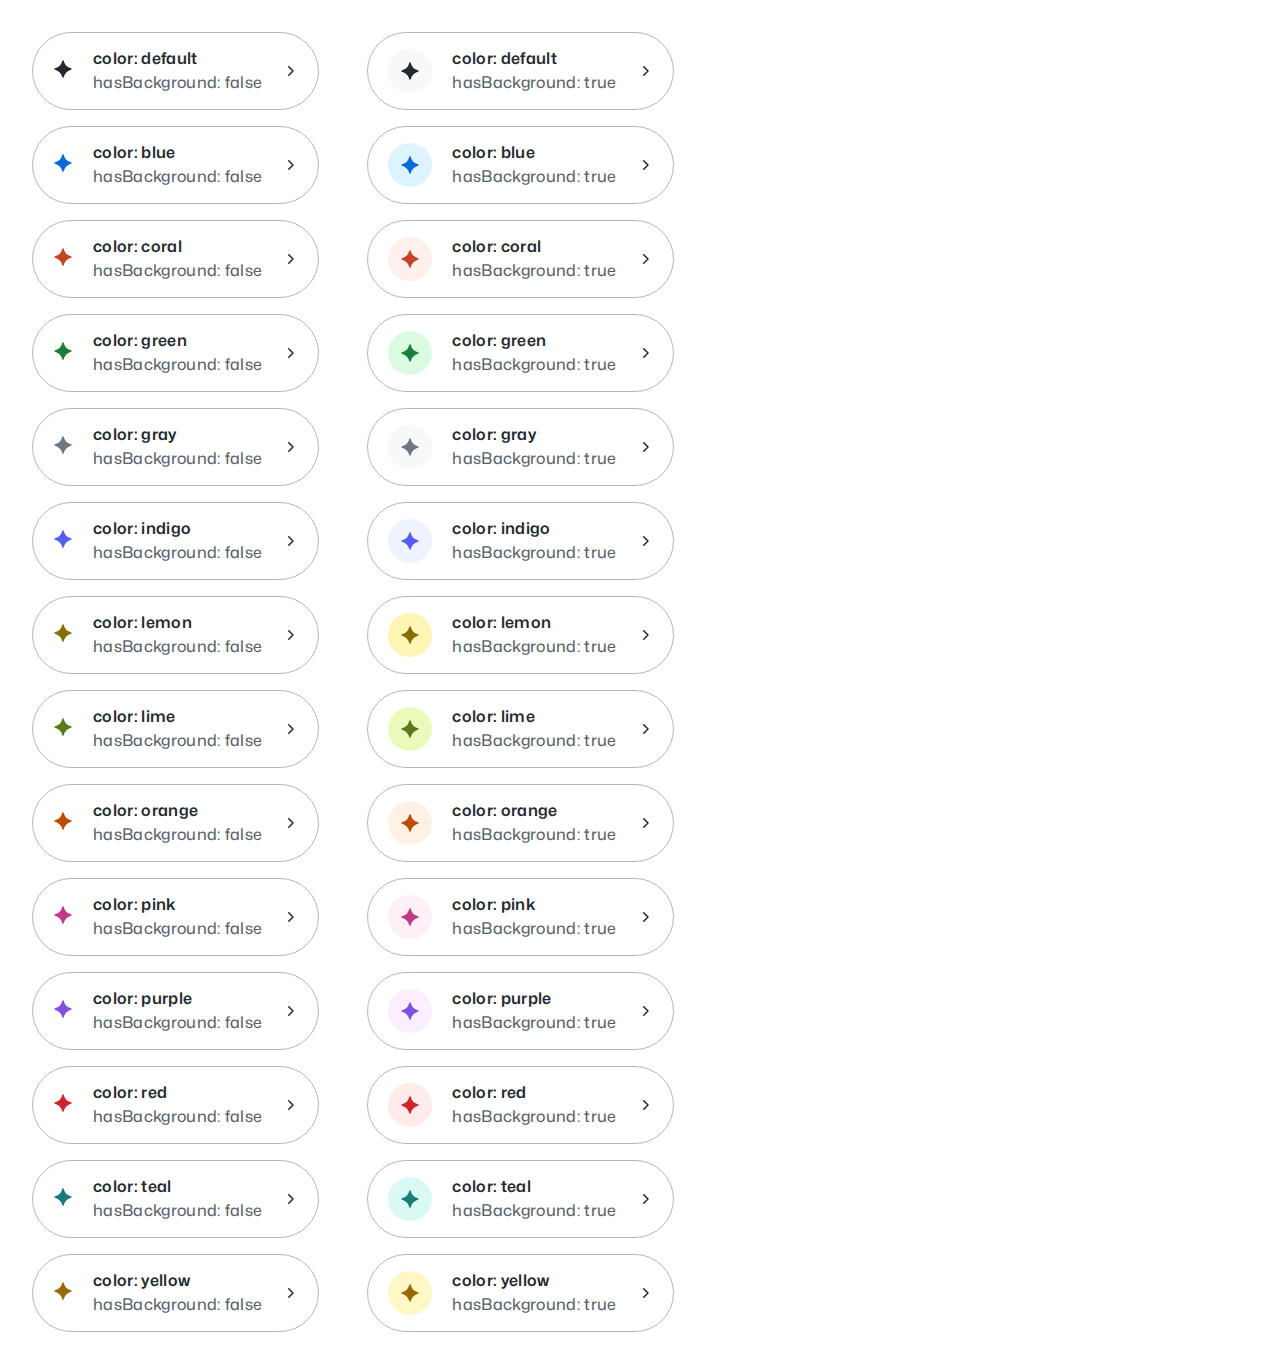 color: default
hasBackground: false
color: default
hasBackground: true
color: blue
hasBackground: false
color: blue
hasBackground: true
color: coral
hasBackground: false
color: coral
hasBackground: true
color: green
hasBackground: false
color: green
hasBackground: true
color: gray
hasBackground: false
color: gray
hasBackground: true
color: indigo
hasBackground: false
color: indigo
hasBackground: true
color: lemon
hasBackground: false
color: lemon
hasBackground: true
color: lime
hasBackground: false
color: lime
hasBackground: true
color: orange
hasBackground: false
color: orange
hasBackground: true
color: pink
hasBackground: false
color: pink
hasBackground: true
color: purple
hasBackground: false
color: purple
hasBackground: true
color: red
hasBackground: false
color: red
hasBackground: true
color: teal
hasBackground: false
color: teal
hasBackground: true
color: yellow
hasBackground: false
color: yellow
hasBackground: true